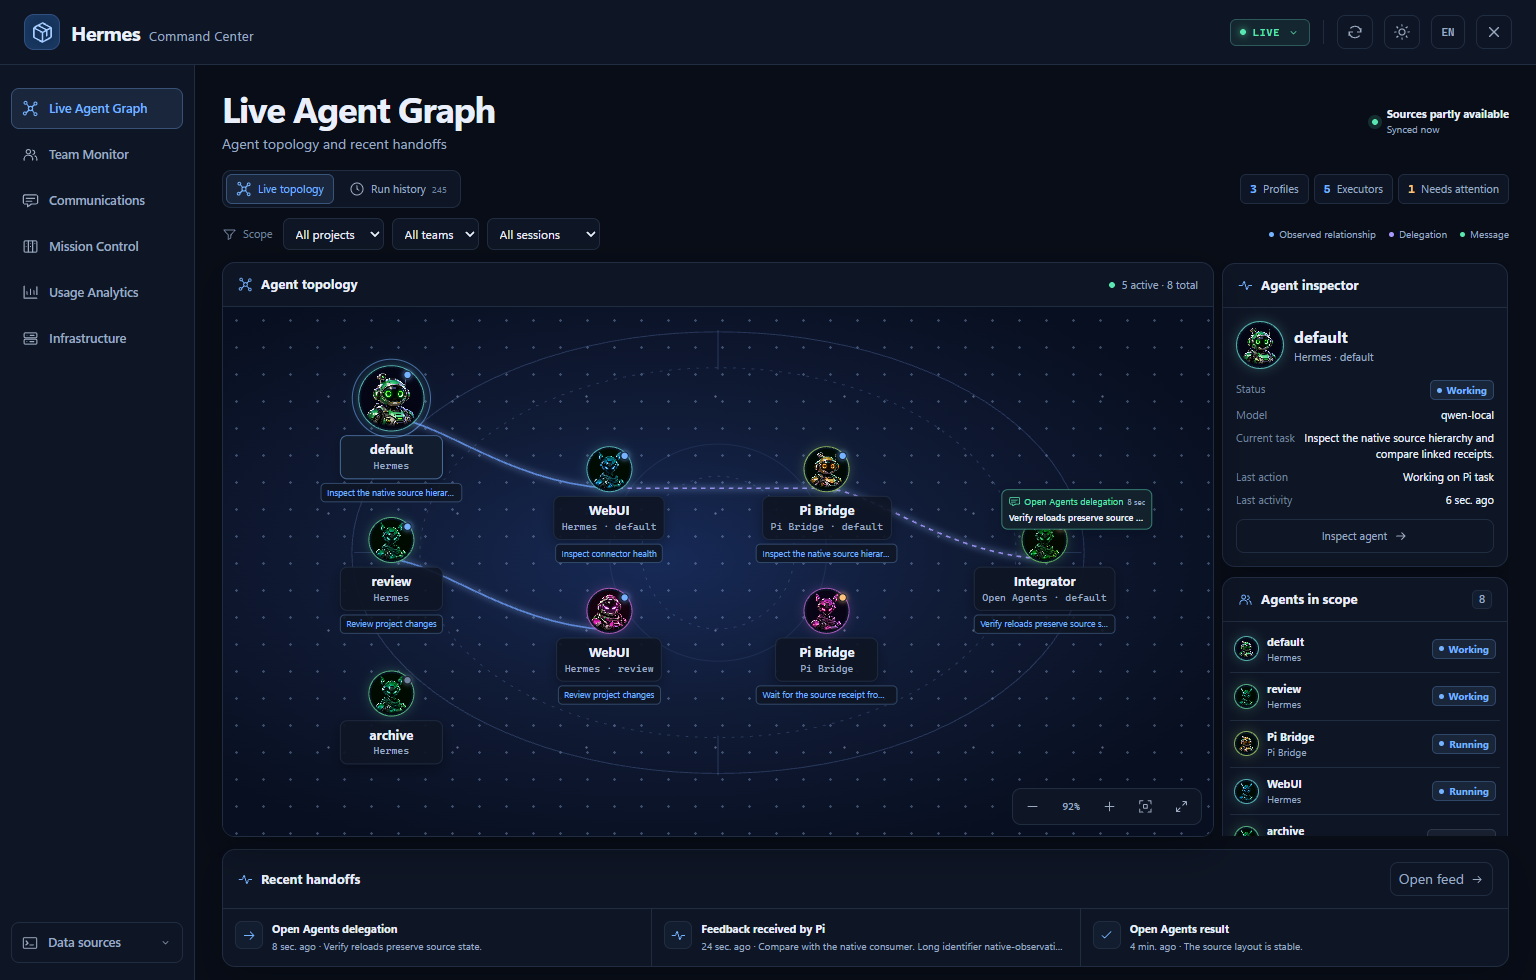 Hermes Command Center
LIVE
EN
Live Agent Graph
Team Monitor
Communications
Mission Control
Usage Analytics
Infrastructure
Data sources
Live Agent Graph
Agent topology and recent handoffs
Sources partly available
Synced now
Live topology
Run history 245
3 Profiles
5 Executors
1 Needs attention
Scope
All projects
All teams
All sessions
Observed relationship
Delegation
Message
Agent topology
5 active · 8 total
default
Hermes
Inspect the native source hierar...
review
Hermes
Review project changes
archive
Hermes
WebUI
Hermes · default
Inspect connector health
WebUI
Hermes · review
Review project changes
Pi Bridge
Pi Bridge · default
Inspect the native source hierar...
Pi Bridge
Pi Bridge
Wait for the source receipt fro...
Open Agents delegation 8 sec
Verify reloads preserve source ...
Integrator
Open Agents · default
Verify reloads preserve source s...
92%
Agent inspector
default
Hermes · default
Status Working
Model qwen-local
Current task Inspect the native source hierarchy and
compare linked receipts.
Last action Working on Pi task
Last activity 6 sec. ago
Inspect agent
Agents in scope 8
default
Hermes
Working
review
Hermes
Working
Pi Bridge
Pi Bridge
Running
WebUI
Hermes
Running
archive
Recent handoffs
Open feed
Open Agents delegation
8 sec. ago · Verify reloads preserve source state.
Feedback received by Pi
24 sec. ago · Compare with the native consumer. Long identifier native-observati...
Open Agents result
4 min. ago · The source layout is stable.